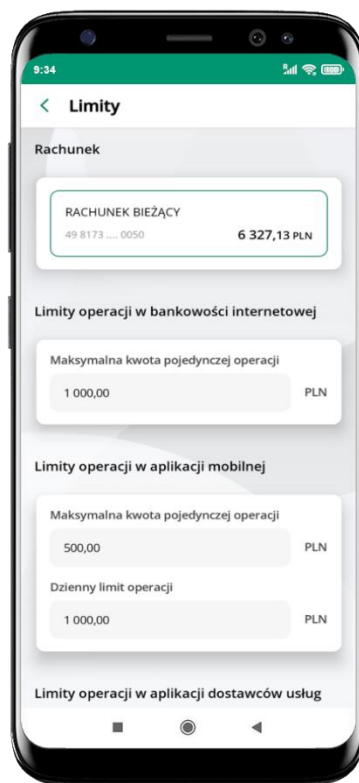 9:34
Limity
Rachunek
RACHUNEK BIEŻĄCY
49 8173 .... 0050 6 327,13 PLN
Limity operacji w bankowości internetowej
Maksymalna kwota pojedynczej operacji
1 000,00 PLN
Limity operacji w aplikacji mobilnej
Maksymalna kwota pojedynczej operacji
500,00 PLN
Dzienny limit operacji
1 000,00 PLN
Limity operacji w aplikacji dostawców usług